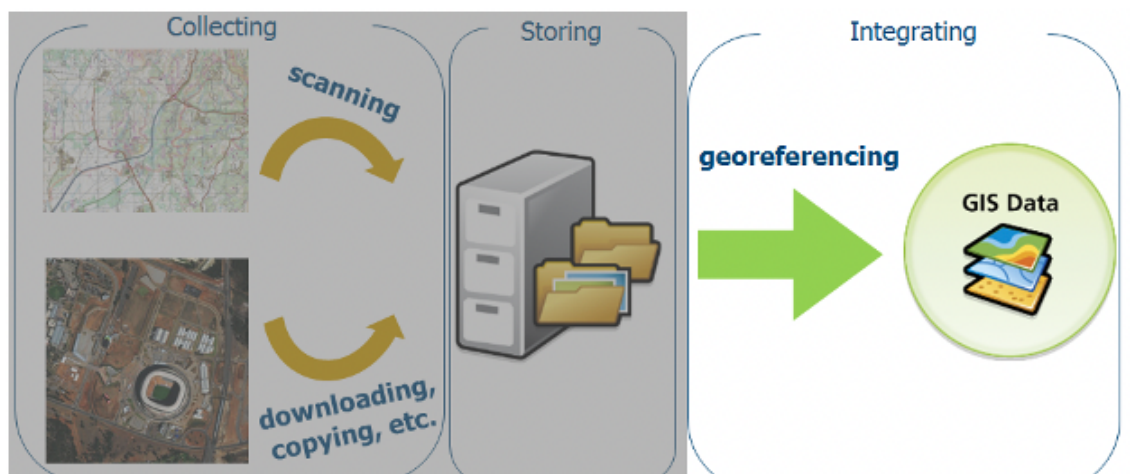 Collecting
Storing
Integrating
scanning
downloading,
copying, etc.
georeferencing
GIS Data